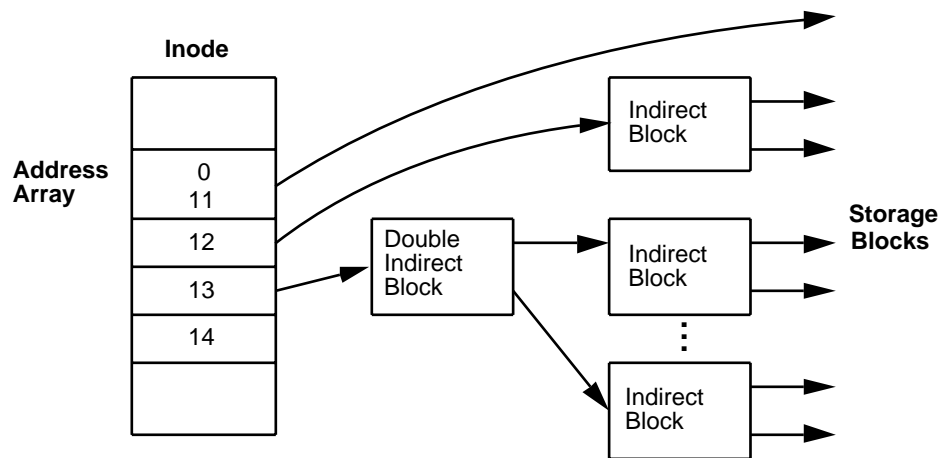 Inode
Address
Array
0
11
12
13
14
Double
Indirect
Block
Indirect
Block
Indirect
Block
Indirect
Block
Storage
Blocks